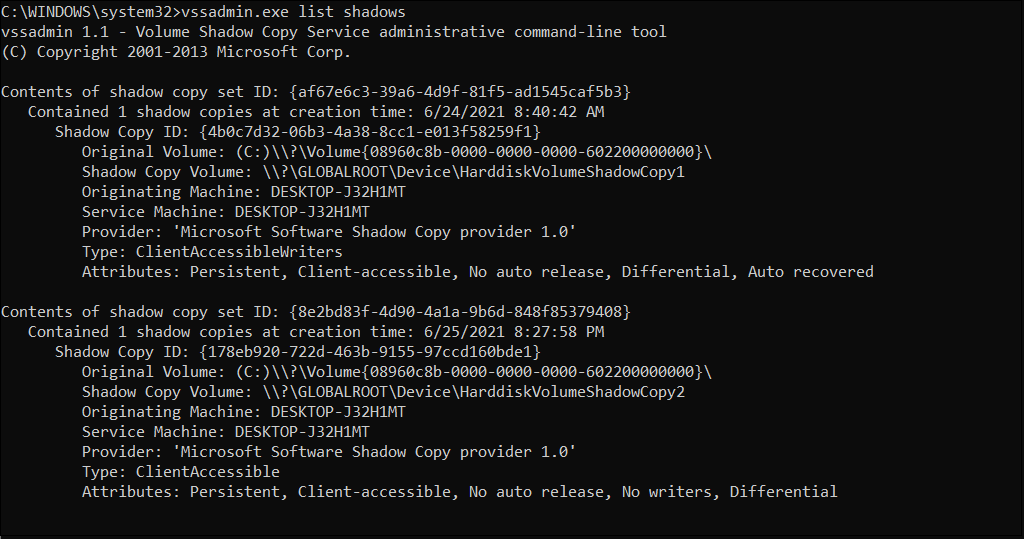 C:\WINDOWS\system32>vssadmin.exe list shadows
vssadmin 1.1 - Volume Shadow Copy Service administrative command-line tool
(C) Copyright 2001-2013 Microsoft Corp.

Contents of shadow copy set ID: {af67e6c3-39a6-4d9f-81f5-ad1545caf5b3}
   Contained 1 shadow copies at creation time: 6/24/2021 8:40:42 AM
      Shadow Copy ID: {4b0c7d32-06b3-4a38-8cc1-e013f58259f1}
         Original Volume: (C:)\\?\Volume{08960c8b-0000-0000-0000-602200000000}\
         Shadow Copy Volume: \\?\GLOBALROOT\Device\HarddiskVolumeShadowCopy1
         Originating Machine: DESKTOP-J32H1MT
         Service Machine: DESKTOP-J32H1MT
         Provider: 'Microsoft Software Shadow Copy provider 1.0'
         Type: ClientAccessibleWriters
         Attributes: Persistent, Client-accessible, No auto release, Differential, Auto recovered

Contents of shadow copy set ID: {8e2bd83f-4d90-4a1a-9b6d-848f85379408}
   Contained 1 shadow copies at creation time: 6/25/2021 8:27:58 PM
      Shadow Copy ID: {178eb920-722d-463b-9155-97ccd160bde1}
         Original Volume: (C:)\\?\Volume{08960c8b-0000-0000-0000-602200000000}\
         Shadow Copy Volume: \\?\GLOBALROOT\Device\HarddiskVolumeShadowCopy2
         Originating Machine: DESKTOP-J32H1MT
         Service Machine: DESKTOP-J32H1MT
         Provider: 'Microsoft Software Shadow Copy provider 1.0'
         Type: ClientAccessible
         Attributes: Persistent, Client-accessible, No auto release, No writers, Differential